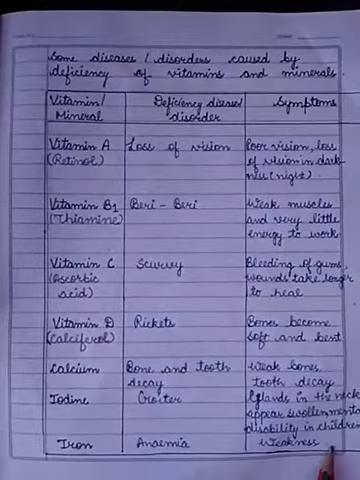 Some diseases / disorders caused by
deficiency of vitamins and minerals.
Vitamin/ Deficiency disease/ Symptoms
Mineral disorder
Vitamin A Loss of vision Poor vision, loss
(Retinol) of vision in dark-
ness (night)
Vitamin B1 Beri - Beri Weak muscles
(Thiamine) and very little
energy to work
Vitamin C Scurvy Bleeding of gums,
(Ascorbic wounds take longer
acid) to heal
Vitamin D Rickets Bones become
(Calciferol) soft and bent
Calcium Bone and tooth Weak bones,
decay tooth decay
Iodine Goiter Glands in the neck
appear swollen, mental
disability in children
Iron Anaemia Weakness